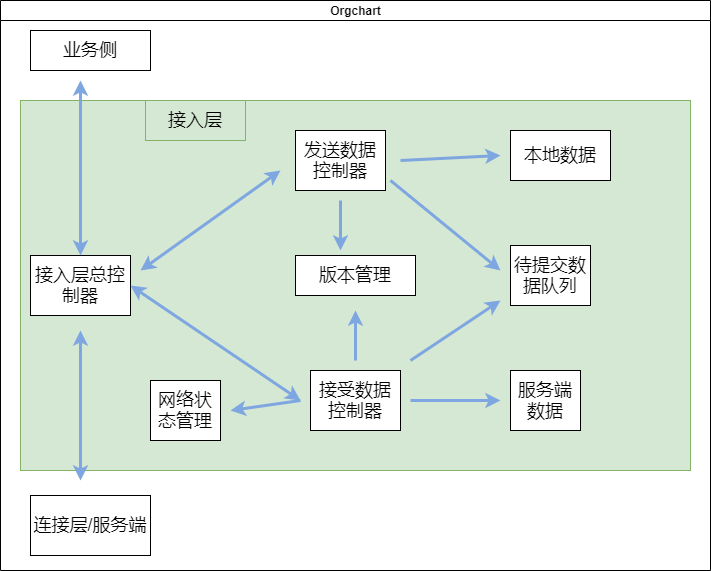 Orgchart
业务侧
接入层
发送数据
控制器
本地数据
接入层总控
制器
版本管理
待提交数
据队列
网络状
态管理
接受数据
控制器
服务端
数据
连接层/服务端